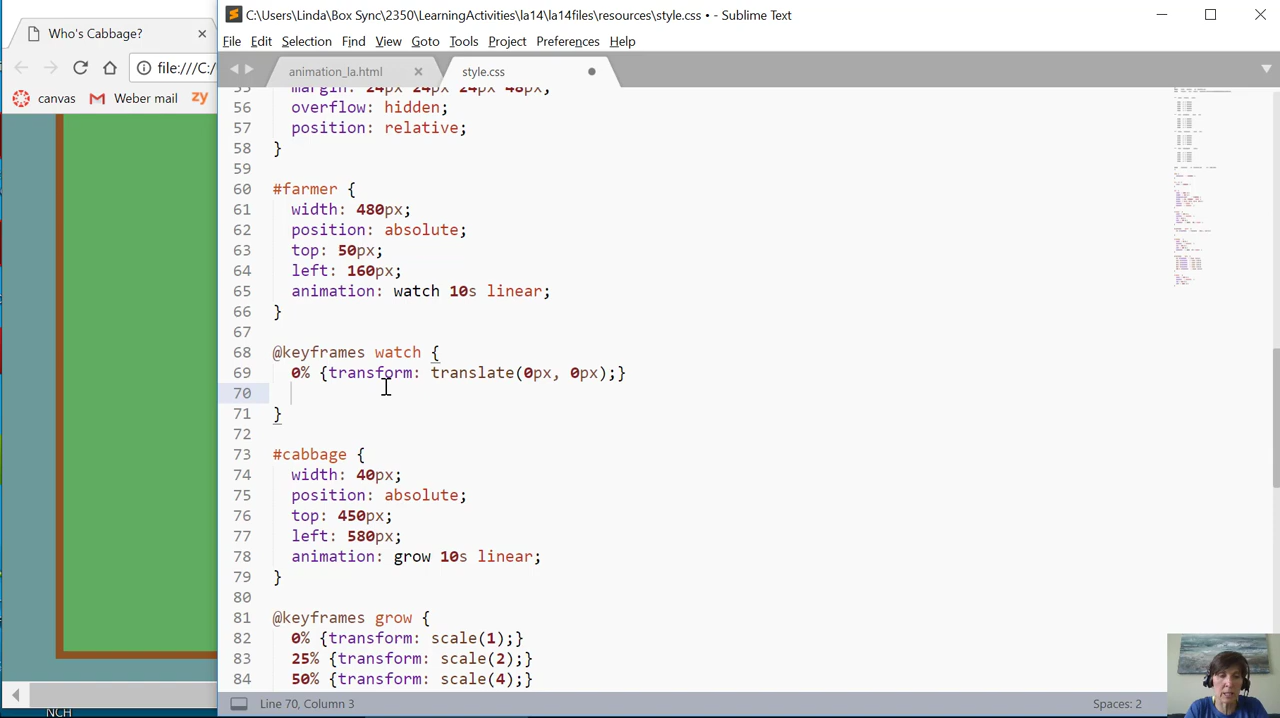 Who's Cabbage?
C:\Users\Linda\Box Sync\2350\LearningActivities\la14\la14files\resources\style.css • - Sublime Text
File Edit Selection Find View Goto Tools Project Preferences Help
file:///C:/
animation_la.html
style.css
canvas
Weber mail
zy
margin: 24px 24px 24px 48px;
56 overflow: hidden;
57 position: relative;
58 }
59
60 #farmer {
61 width: 480px;
62 position: absolute;
63 top: 50px;
64 left: 160px;
65 animation: watch 10s linear;
66 }
67
68 @keyframes watch {
69 0% {transform: translate(0px, 0px);}
70
71 }
72
73 #cabbage {
74 width: 40px;
75 position: absolute;
76 top: 450px;
77 left: 580px;
78 animation: grow 10s linear;
79 }
80
81 @keyframes grow {
82 0% {transform: scale(1);}
83 25% {transform: scale(2);}
84 50% {transform: scale(4);}
Line 70, Column 3
Spaces: 2
NCH